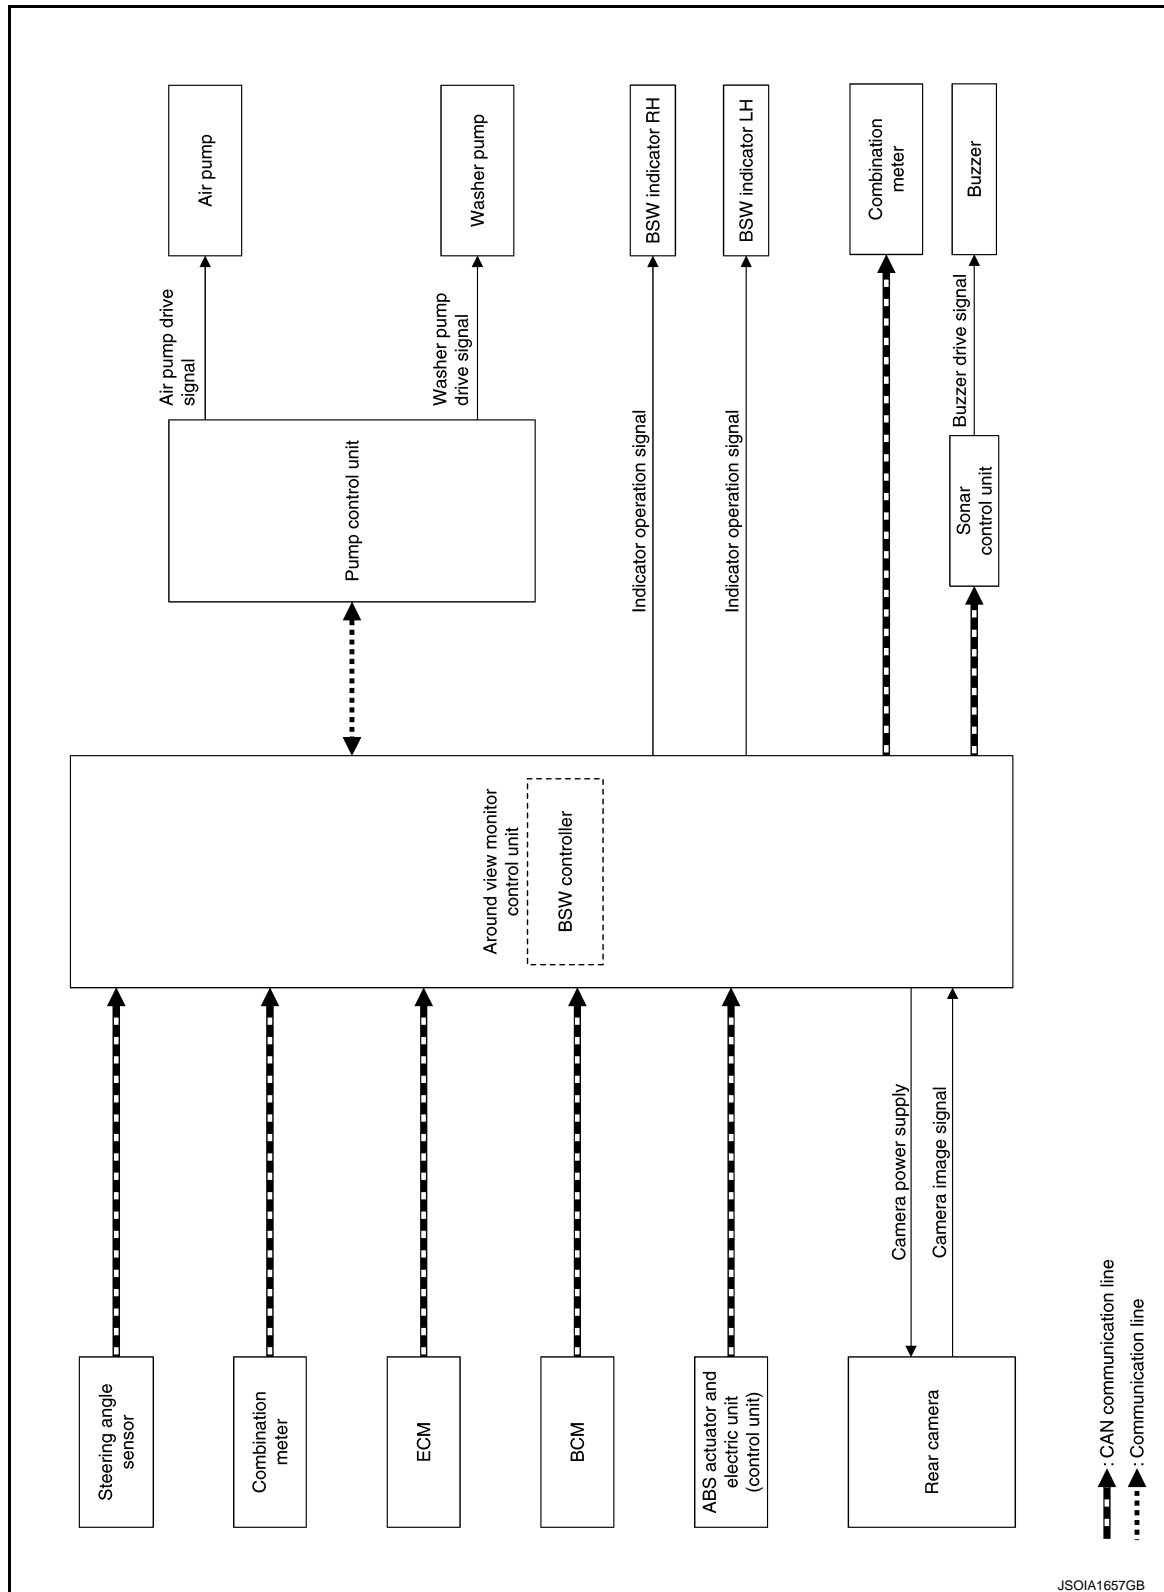 Steering angle
sensor
Combination
meter
ECM
BCM
ABS actuator and
electric unit
(control unit)
Rear camera
Camera power supply
Camera image signal
Around view monitor
control unit
BSW controller
Pump control unit
Air pump drive
signal
Washer pump
drive signal
Indicator operation signal
Indicator operation signal
Sonar
control unit
Buzzer drive signal
Air pump
Washer pump
BSW indicator RH
BSW indicator LH
Combination
meter
Buzzer
: CAN communication line
: Communication line
JSOIA1657GB